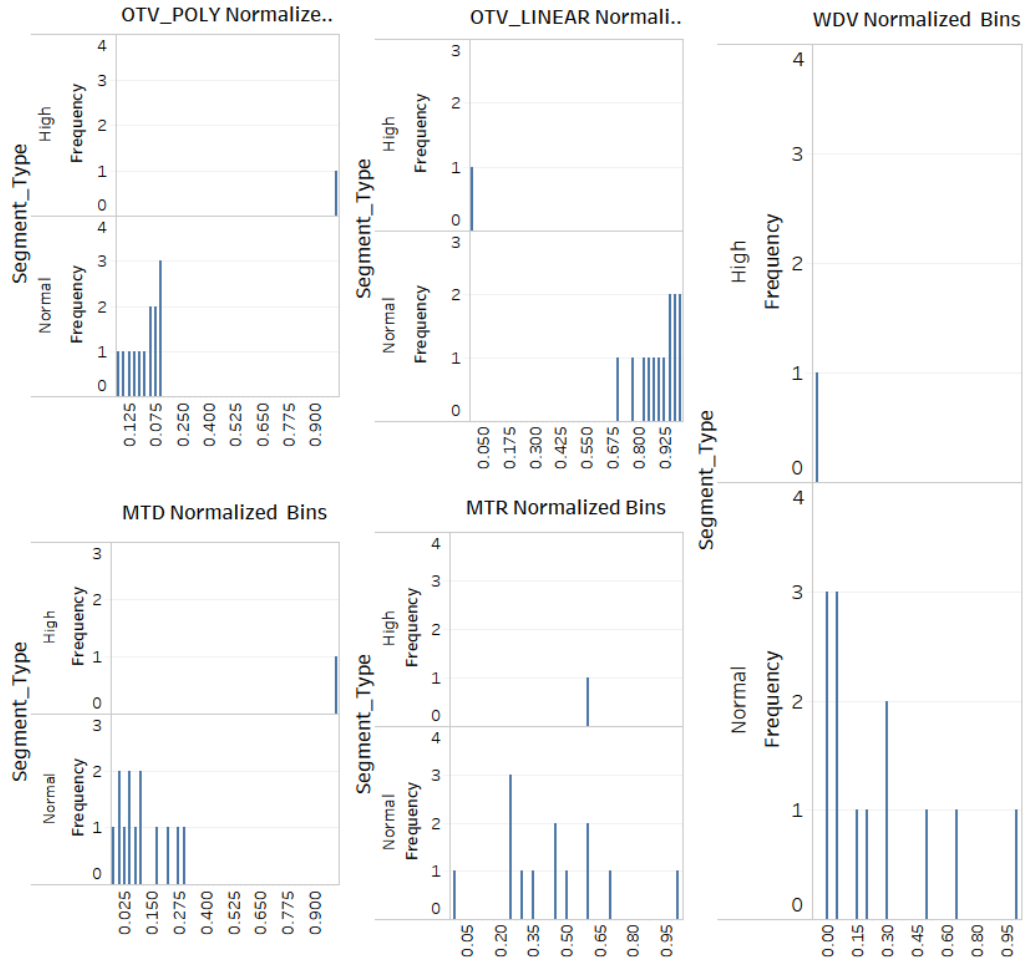 OTV_POLY Normalize..
Segment_Type
High
Frequency
4
3
2
1
0
Normal
Frequency
4
3
2
1
0
0.125
0.075
0.250
0.400
0.525
0.650
0.775
0.900
OTV_LINEAR Normali..
Segment_Type
High
Frequency
3
2
1
0
Normal
Frequency
3
2
1
0
0.050
0.175
0.300
0.425
0.550
0.675
0.800
0.925
WDV Normalized Bins
Segment_Type
High
Frequency
4
3
2
1
0
Normal
Frequency
4
3
2
1
0
0.00
0.15
0.30
0.45
0.60
0.80
0.95
MTD Normalized Bins
Segment_Type
High
Frequency
3
2
1
0
Normal
Frequency
3
2
1
0
0.025
0.150
0.275
0.400
0.525
0.650
0.775
0.900
MTR Normalized Bins
Segment_Type
High
Frequency
4
3
2
1
0
Normal
Frequency
4
3
2
1
0
0.05
0.20
0.35
0.50
0.65
0.80
0.95